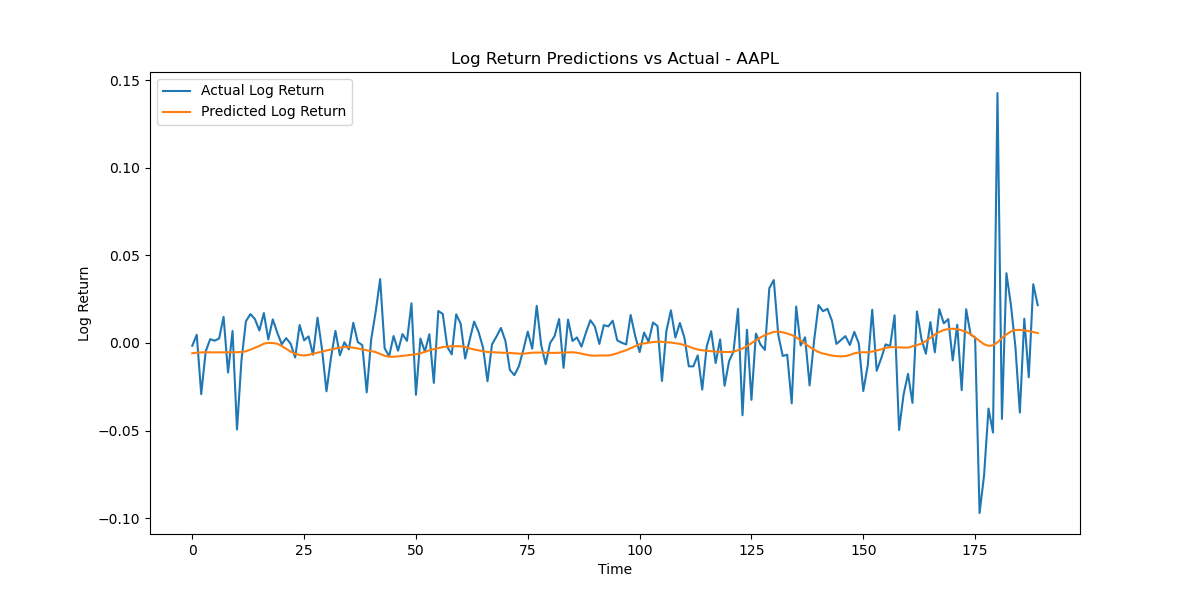 Log Return Predictions vs Actual - AAPL
Actual Log Return
Predicted Log Return
0.15
0.10
0.05
0.00
−0.05
−0.10
Log Return
0 25 50 75 100 125 150 175
Time